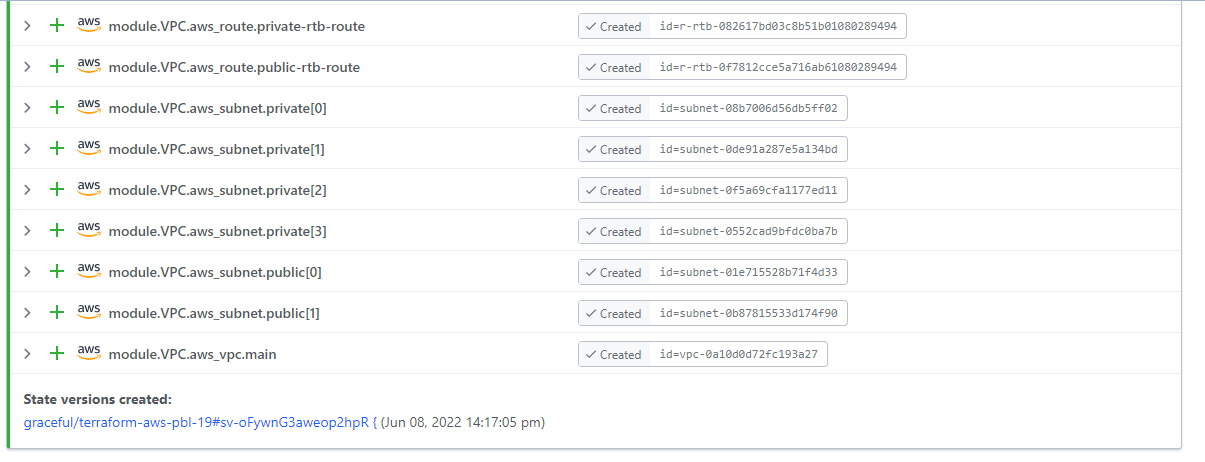 aws module.VPC.aws_route.private-rtb-route Created id=r-rtb-082617bd03c8b51b01080289494
aws module.VPC.aws_route.public-rtb-route Created id=r-rtb-0f7812cce5a716ab61080289494
aws module.VPC.aws_subnet.private[0] Created id=subnet-08b7006d56db5ff02
aws module.VPC.aws_subnet.private[1] Created id=subnet-0de91a287e5a134bd
aws module.VPC.aws_subnet.private[2] Created id=subnet-0f5a69cfa1177ed11
aws module.VPC.aws_subnet.private[3] Created id=subnet-0552cad9bfdc0ba7b
aws module.VPC.aws_subnet.public[0] Created id=subnet-01e715528b71f4d33
aws module.VPC.aws_subnet.public[1] Created id=subnet-0b87815533d174f90
aws module.VPC.aws_vpc.main Created id=vpc-0a10d0d72fc193a27
State versions created:
graceful/terraform-aws-pbl-19#sv-oFywnG3aweop2hpR { (Jun 08, 2022 14:17:05 pm)